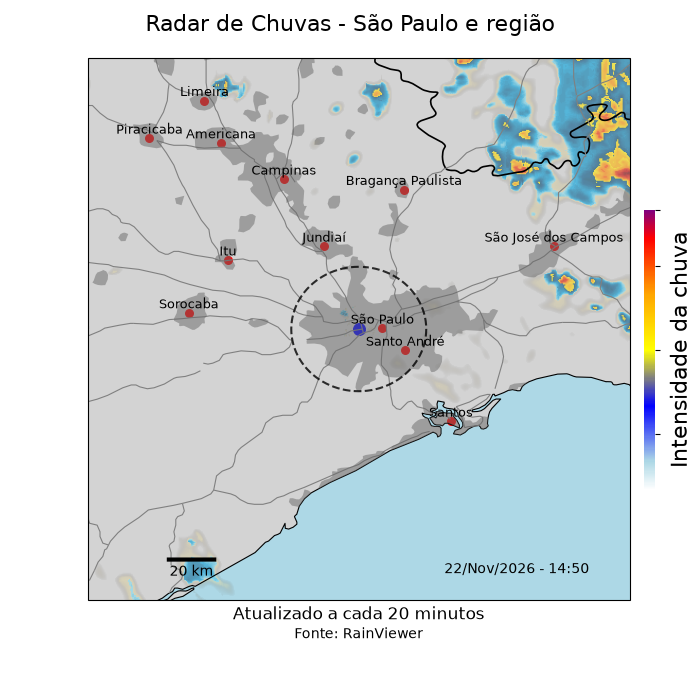 Radar de Chuvas - São Paulo e região
Limeira
Piracicaba
Americana
Campinas
Bragança Paulista
Jundiaí
São José dos Campos
Itu
Sorocaba
São Paulo
Santo André
Santos
Intensidade da chuva
20 km
22/Nov/2026 - 14:50
Atualizado a cada 20 minutos
Fonte: RainViewer